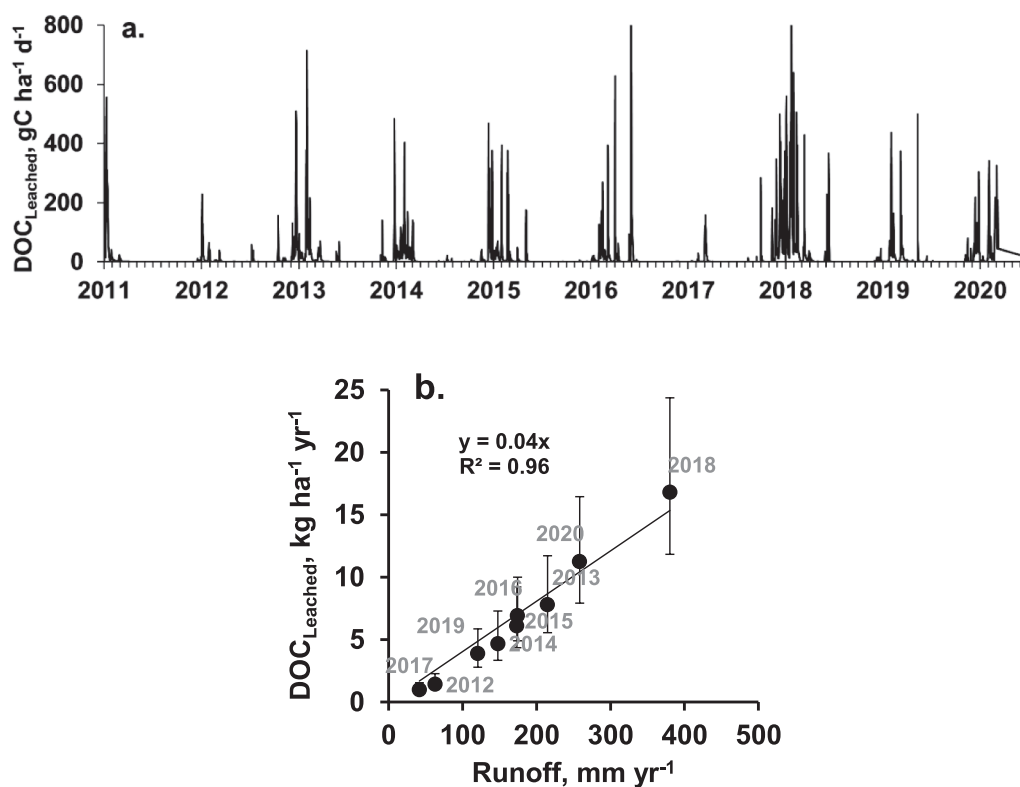 a.
DOC_Leached, gC ha⁻¹ d⁻¹
800
600
400
200
0
2011 2012 2013 2014 2015 2016 2017 2018 2019 2020
b.
DOC_Leached, kg ha⁻¹ yr⁻¹
25
20
15
10
5
0
y = 0.04x
R² = 0.96
2018
2020
2013
2016
2015
2019
2014
2017
2012
0 100 200 300 400 500
Runoff, mm yr⁻¹